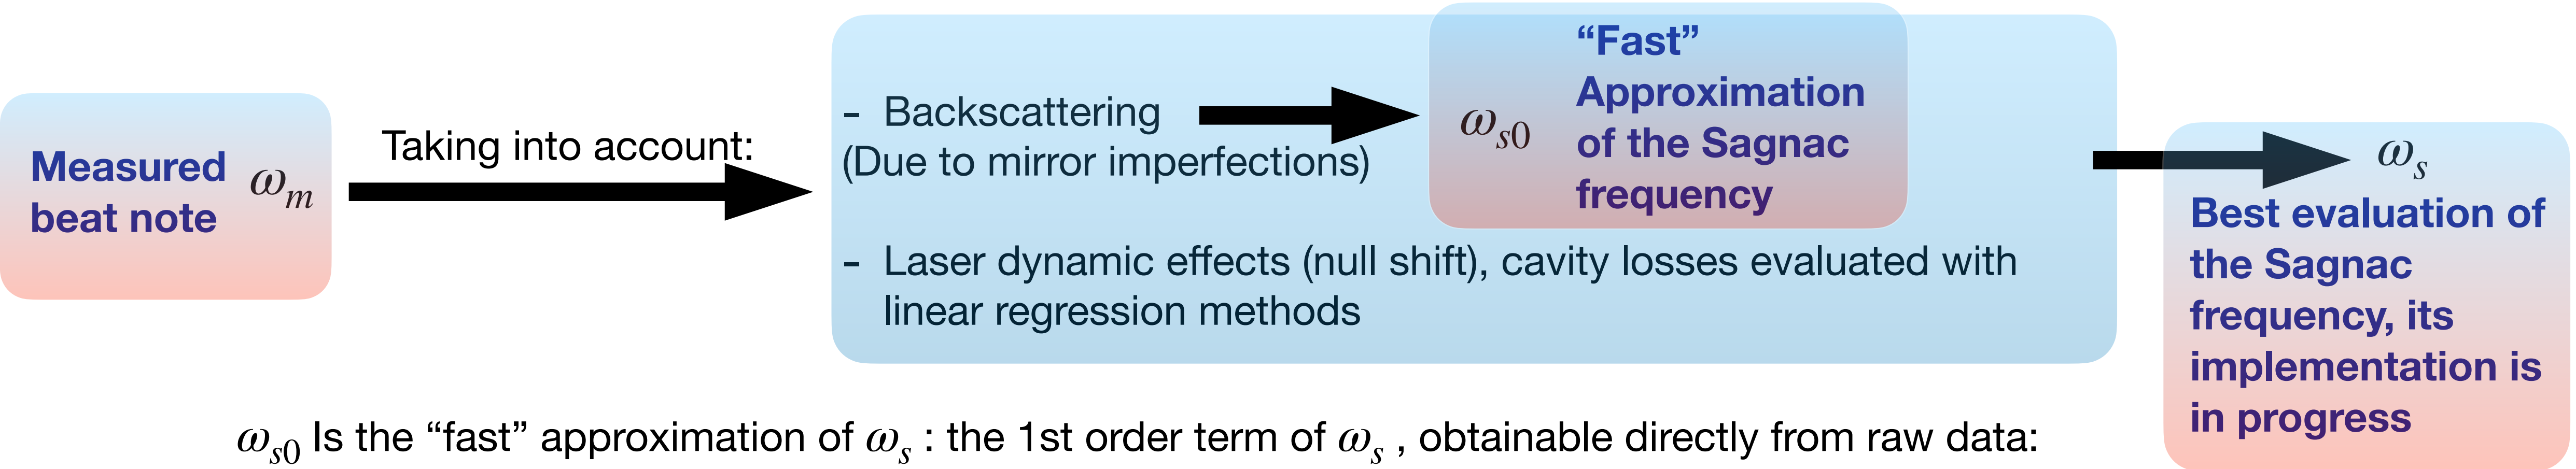 Measured
beat note ωₘ
Taking into account:
- Backscattering
(Due to mirror imperfections)
ωₛ₀
“Fast”
Approximation
of the Sagnac
frequency
- Laser dynamic effects (null shift), cavity losses evaluated with
linear regression methods
ωₛ
Best evaluation of
the Sagnac
frequency, its
implementation is
in progress
ωₛ₀ Is the “fast” approximation of ωₛ : the 1st order term of ωₛ , obtainable directly from raw data: